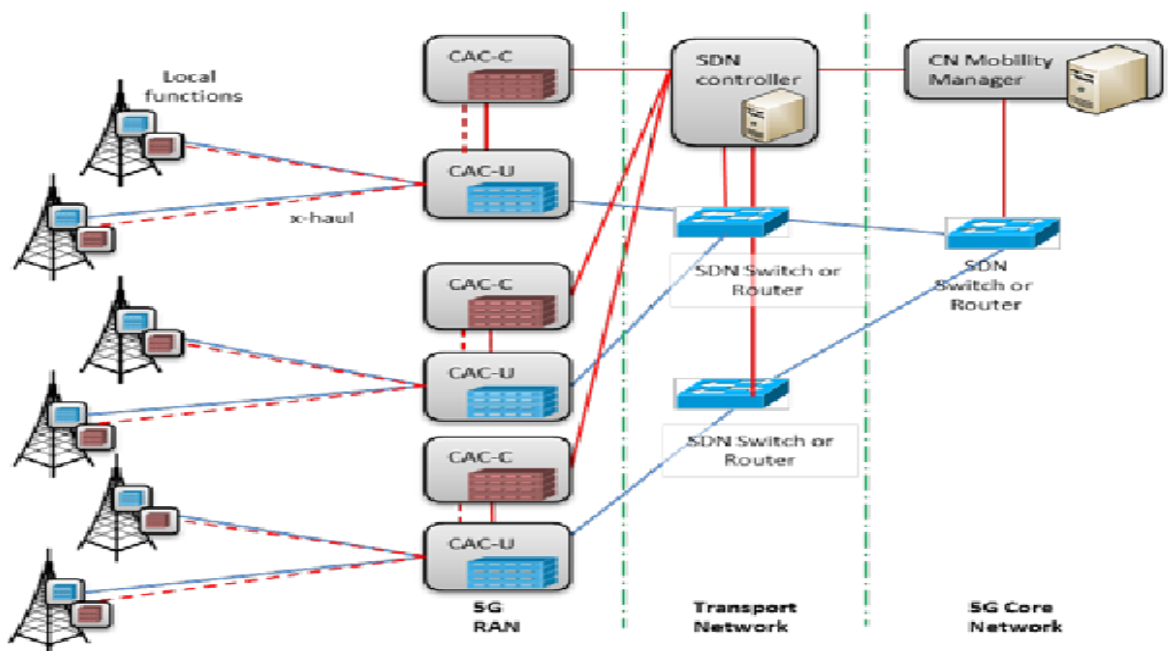 Local
functions
x-haul
CAC-C
CAC-U
CAC-C
CAC-U
CAC-C
CAC-U
5G
RAN
SDN
controller
SDN Switch or
Router
SDN Switch or
Router
Transport
Network
CN Mobility
Manager
SDN
Switch or
Router
5G Core
Network